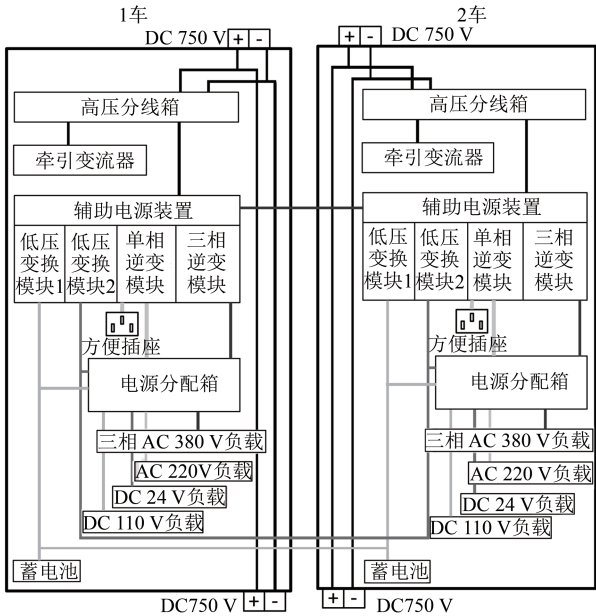 1车
2车
DC 750 V + -
+ - DC 750 V
高压分线箱
牵引变流器
辅助电源装置
低压变换模块1
低压变换模块2
单相逆变模块
三相逆变模块
方便插座
电源分配箱
三相 AC 380 V负载
AC 220V负载
DC 24 V负载
DC 110 V负载
蓄电池
DC750 V + -
高压分线箱
牵引变流器
辅助电源装置
低压变换模块1
低压变换模块2
单相逆变模块
三相逆变模块
方便插座
电源分配箱
三相 AC 380 V负载
AC 220 V负载
DC 24 V负载
DC 110 V负载
蓄电池
+ - DC750 V